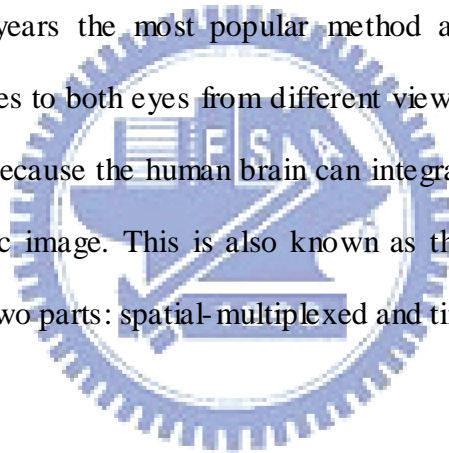 years the most popular method a
es to both eyes from different view
ecause the human brain can integra
c image. This is also known as th
wo parts: spatial-multiplexed and ti